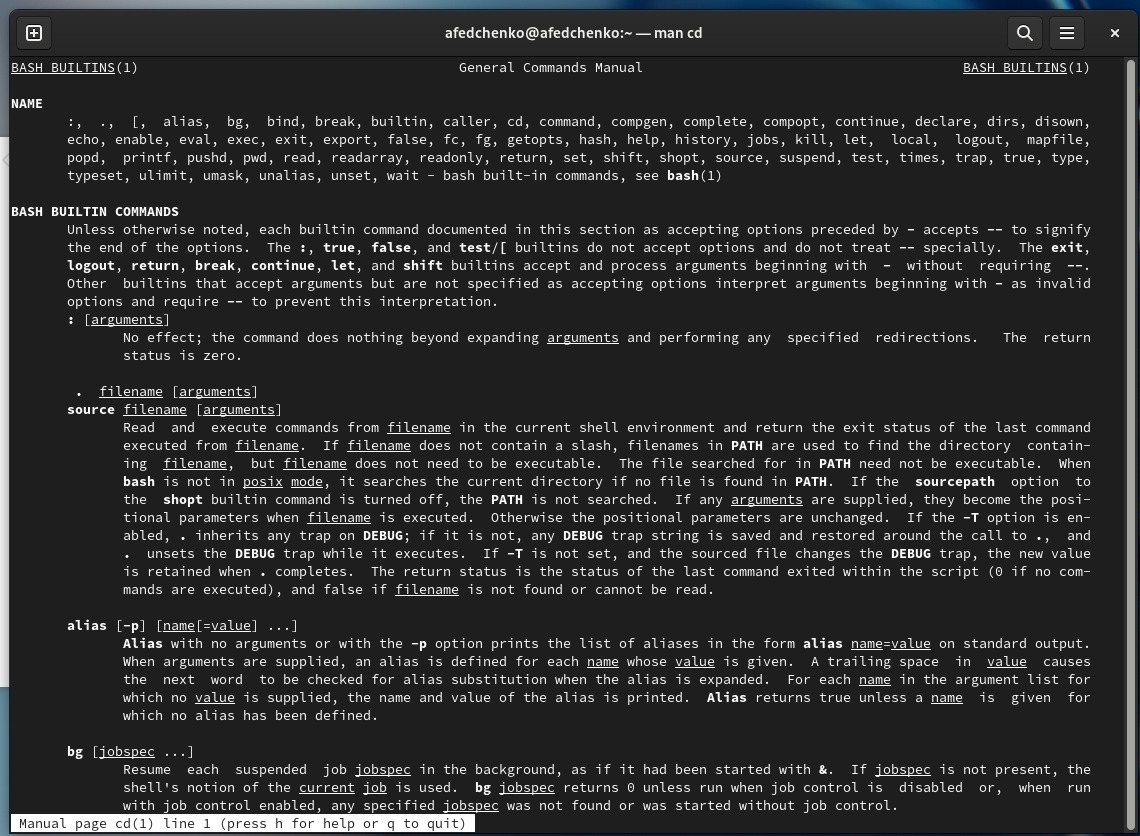 afedchenko@afedchenko:~ — man cd
BASH BUILTINS(1) General Commands Manual BASH BUILTINS(1)
NAME
:, ., [, alias, bg, bind, break, builtin, caller, cd, command, compgen, complete, compopt, continue, declare, dirs, disown,
echo, enable, eval, exec, exit, export, false, fc, fg, getopts, hash, help, history, jobs, kill, let, local, logout, mapfile,
popd, printf, pushd, pwd, read, readarray, readonly, return, set, shift, shopt, source, suspend, test, times, trap, true, type,
typeset, ulimit, umask, unalias, unset, wait - bash built-in commands, see bash(1)
BASH BUILTIN COMMANDS
Unless otherwise noted, each builtin command documented in this section as accepting options preceded by - accepts -- to signify
the end of the options. The :, true, false, and test/[ builtins do not accept options and do not treat -- specially. The exit,
logout, return, break, continue, let, and shift builtins accept and process arguments beginning with - without requiring --.
Other builtins that accept arguments but are not specified as accepting options interpret arguments beginning with - as invalid
options and require -- to prevent this interpretation.
: [arguments]
No effect; the command does nothing beyond expanding arguments and performing any specified redirections. The return
status is zero.
. filename [arguments]
source filename [arguments]
Read and execute commands from filename in the current shell environment and return the exit status of the last command
executed from filename. If filename does not contain a slash, filenames in PATH are used to find the directory contain-
ing filename, but filename does not need to be executable. The file searched for in PATH need not be executable. When
bash is not in posix mode, it searches the current directory if no file is found in PATH. If the sourcepath option to
the shopt builtin command is turned off, the PATH is not searched. If any arguments are supplied, they become the posi-
tional parameters when filename is executed. Otherwise the positional parameters are unchanged. If the -T option is en-
abled, . inherits any trap on DEBUG; if it is not, any DEBUG trap string is saved and restored around the call to ., and
. unsets the DEBUG trap while it executes. If -T is not set, and the sourced file changes the DEBUG trap, the new value
is retained when . completes. The return status is the status of the last command exited within the script (0 if no com-
mands are executed), and false if filename is not found or cannot be read.
alias [-p] [name[=value] ...]
Alias with no arguments or with the -p option prints the list of aliases in the form alias name=value on standard output.
When arguments are supplied, an alias is defined for each name whose value is given. A trailing space in value causes
the next word to be checked for alias substitution when the alias is expanded. For each name in the argument list for
which no value is supplied, the name and value of the alias is printed. Alias returns true unless a name is given for
which no alias has been defined.
bg [jobspec ...]
Resume each suspended job jobspec in the background, as if it had been started with &. If jobspec is not present, the
shell's notion of the current job is used. bg jobspec returns 0 unless run when job control is disabled or, when run
with job control enabled, any specified jobspec was not found or was started without job control.
Manual page cd(1) line 1 (press h for help or q to quit)